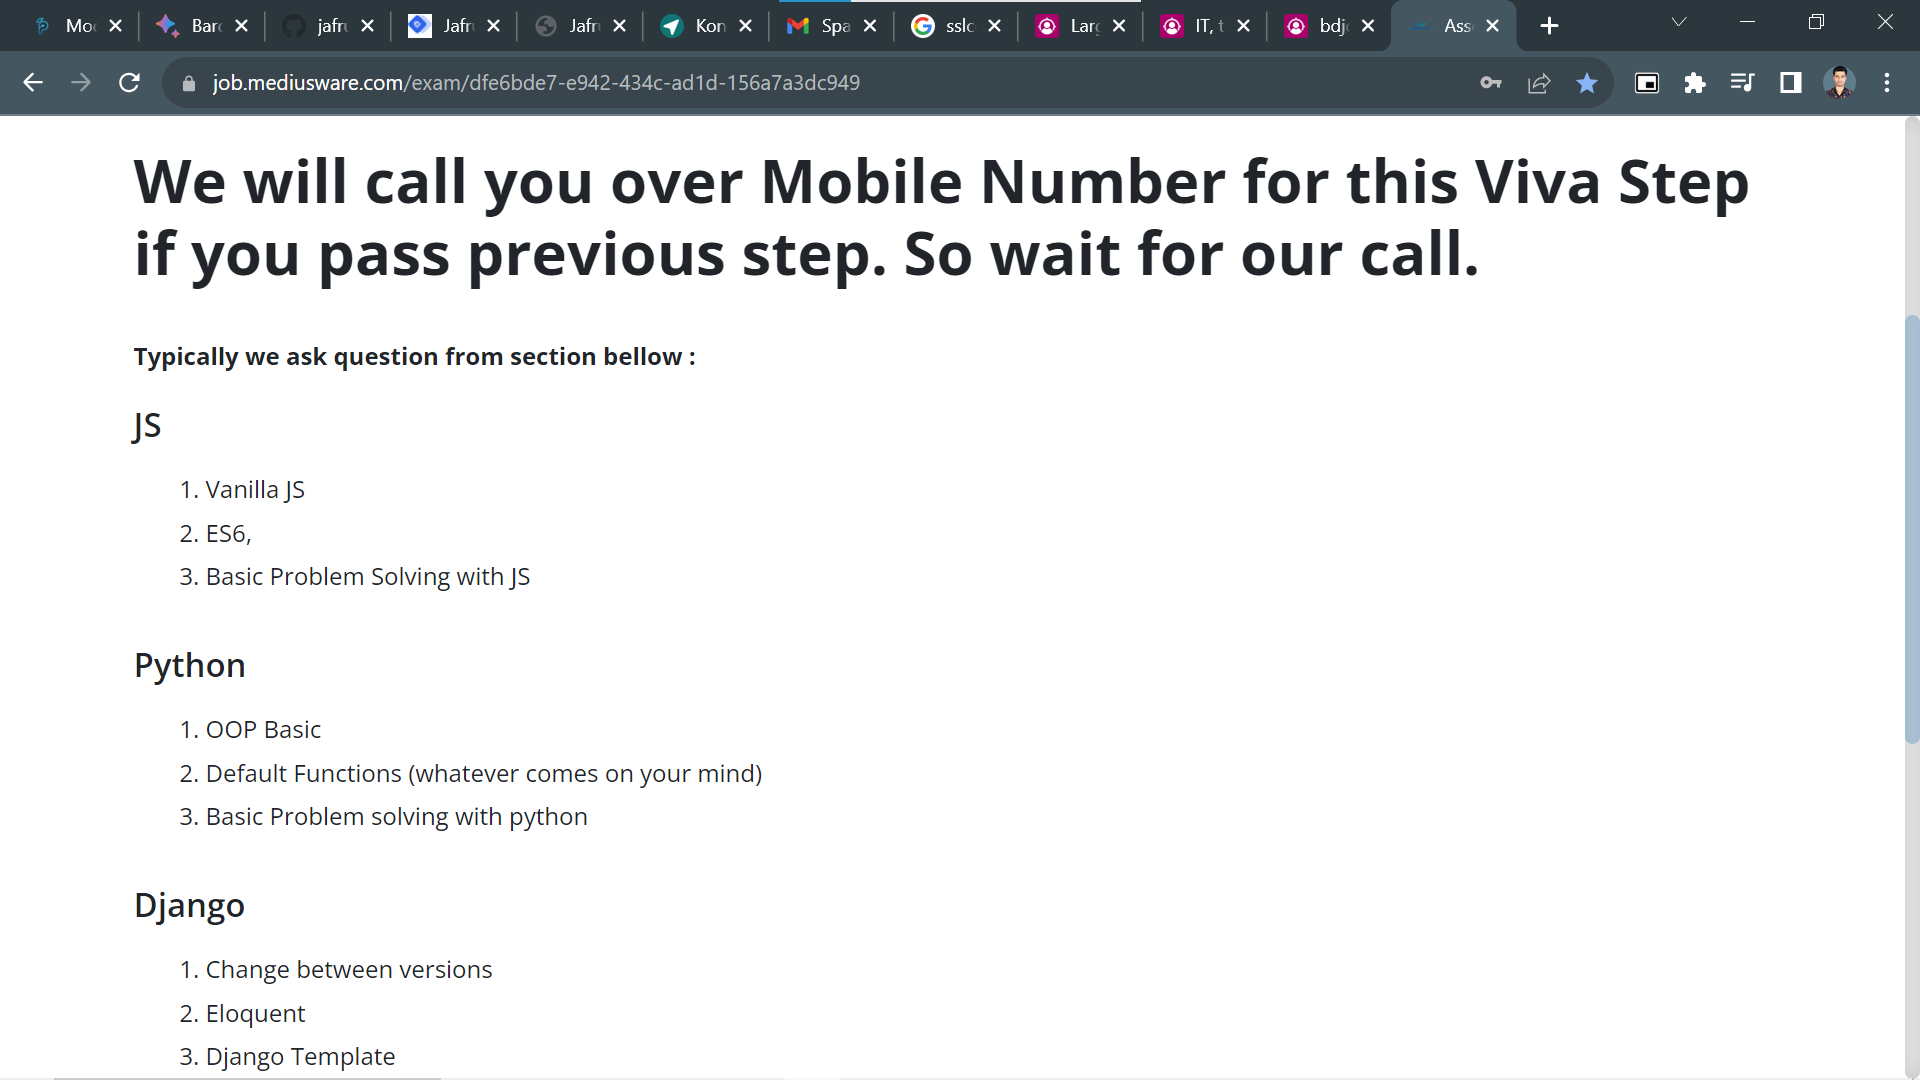 Mo
Bar
jafr
Jafr
Jafr
Kon
Spa
sslc
Larg
IT, t
bdj
Ass
job.mediusware.com/exam/dfe6bde7-e942-434c-ad1d-156a7a3dc949
We will call you over Mobile Number for this Viva Step
if you pass previous step. So wait for our call.
Typically we ask question from section bellow :
JS
1. Vanilla JS
2. ES6,
3. Basic Problem Solving with JS
Python
1. OOP Basic
2. Default Functions (whatever comes on your mind)
3. Basic Problem solving with python
Django
1. Change between versions
2. Eloquent
3. Django Template